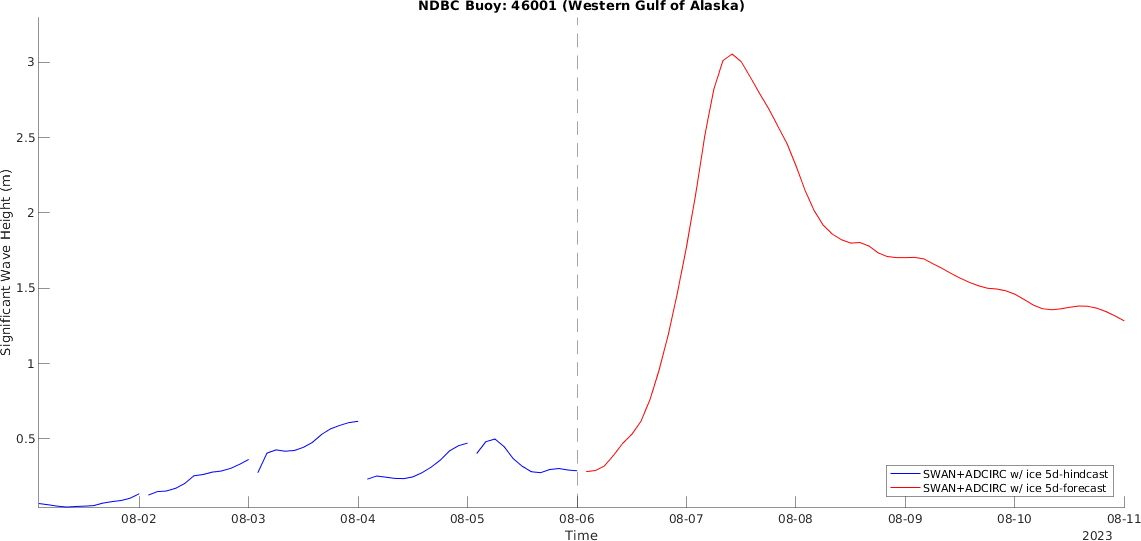 NDBC Buoy: 46001 (Western Gulf of Alaska)
3
2.5
2
1.5
1
0.5
Significant Wave Height (m)
SWAN+ADCIRC w/ ice 5d-hindcast
SWAN+ADCIRC w/ ice 5d-forecast
08-02 08-03 08-04 08-05 08-06 08-07 08-08 08-09 08-10 08-11
Time
2023